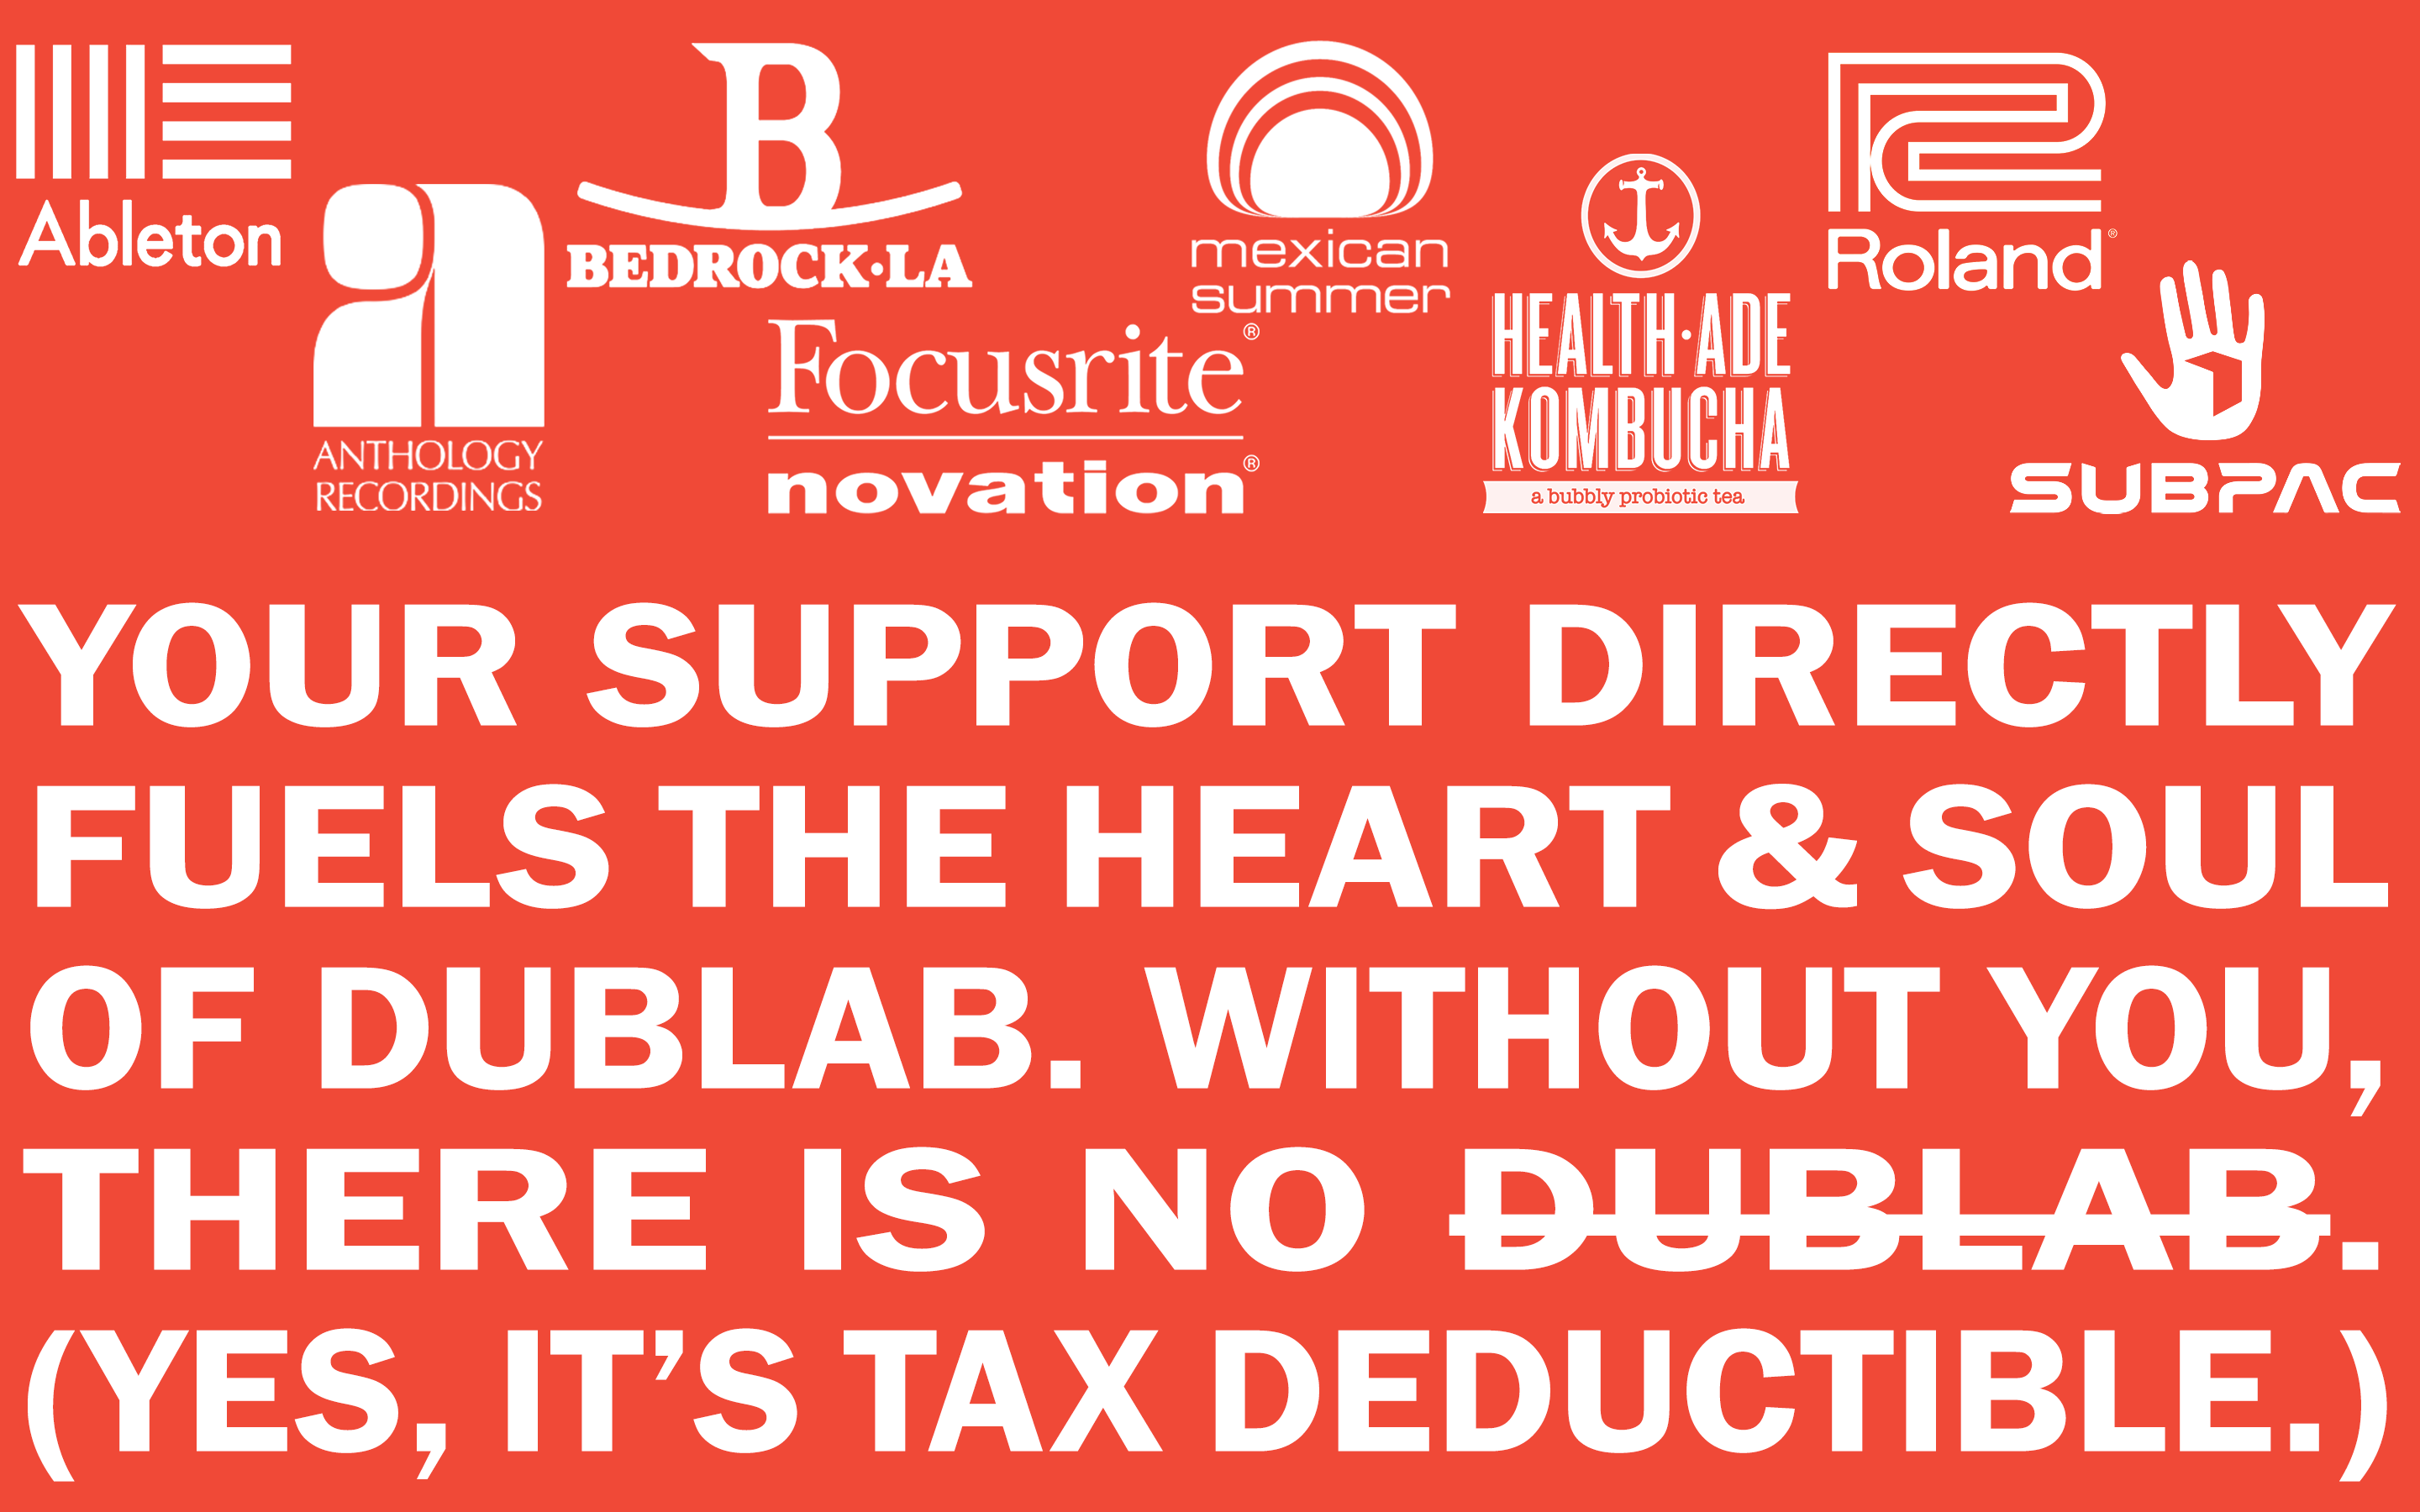 Ableton
ANTHOLOGY
RECORDINGS
B
BEDROCK·LA
Focusrite®
novation®
mexican
summer
HEALTH·ADE
KOMBUCHA
a bubbly probiotic tea
Roland®
SUBPAC
YOUR SUPPORT DIRECTLY
FUELS THE HEART & SOUL
OF DUBLAB. WITHOUT YOU,
THERE IS NO DUBLAB.
(YES, IT’S TAX DEDUCTIBLE.)